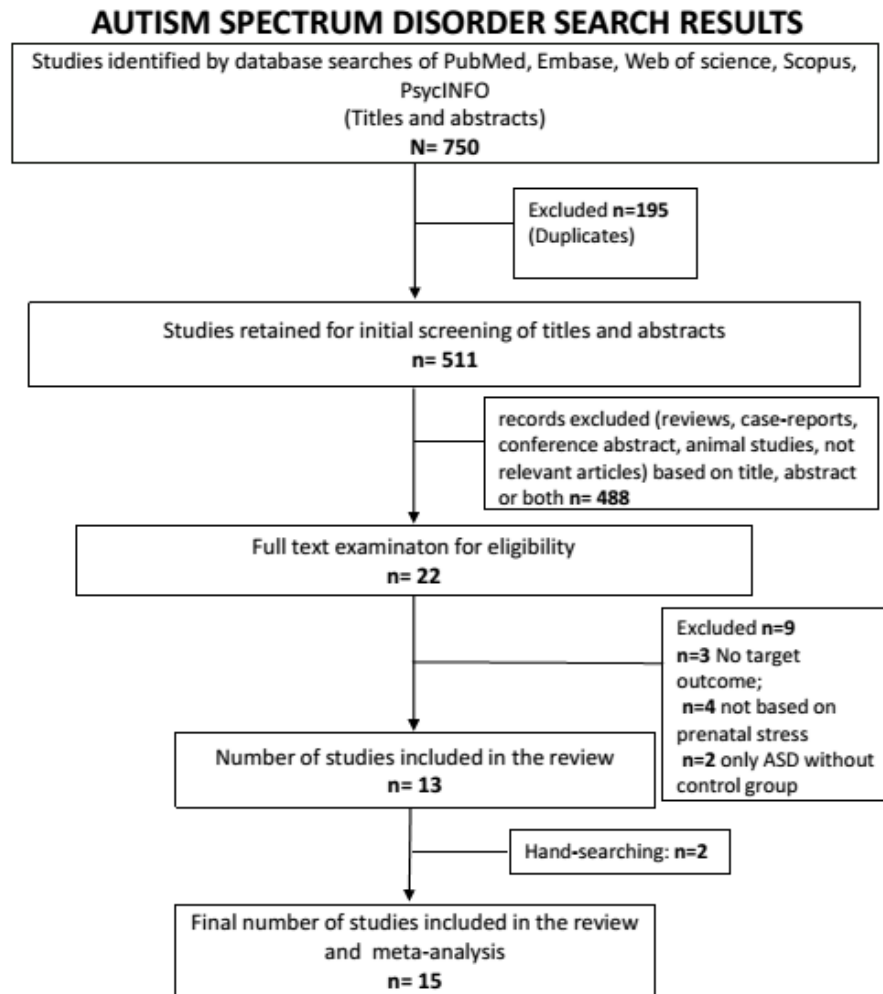 AUTISM SPECTRUM DISORDER SEARCH RESULTS
Studies identified by database searches of PubMed, Embase, Web of science, Scopus,
PsycINFO
(Titles and abstracts)
N= 750
Excluded n=195
(Duplicates)
Studies retained for initial screening of titles and abstracts
n= 511
records excluded (reviews, case-reports,
conference abstract, animal studies, not
relevant articles) based on title, abstract
or both n= 488
Full text examinaton for eligibility
n= 22
Excluded n=9
n=3 No target
outcome;
n=4 not based on
prenatal stress
n=2 only ASD without
control group
Number of studies included in the review
n= 13
Hand-searching: n=2
Final number of studies included in the review
and meta-analysis
n= 15